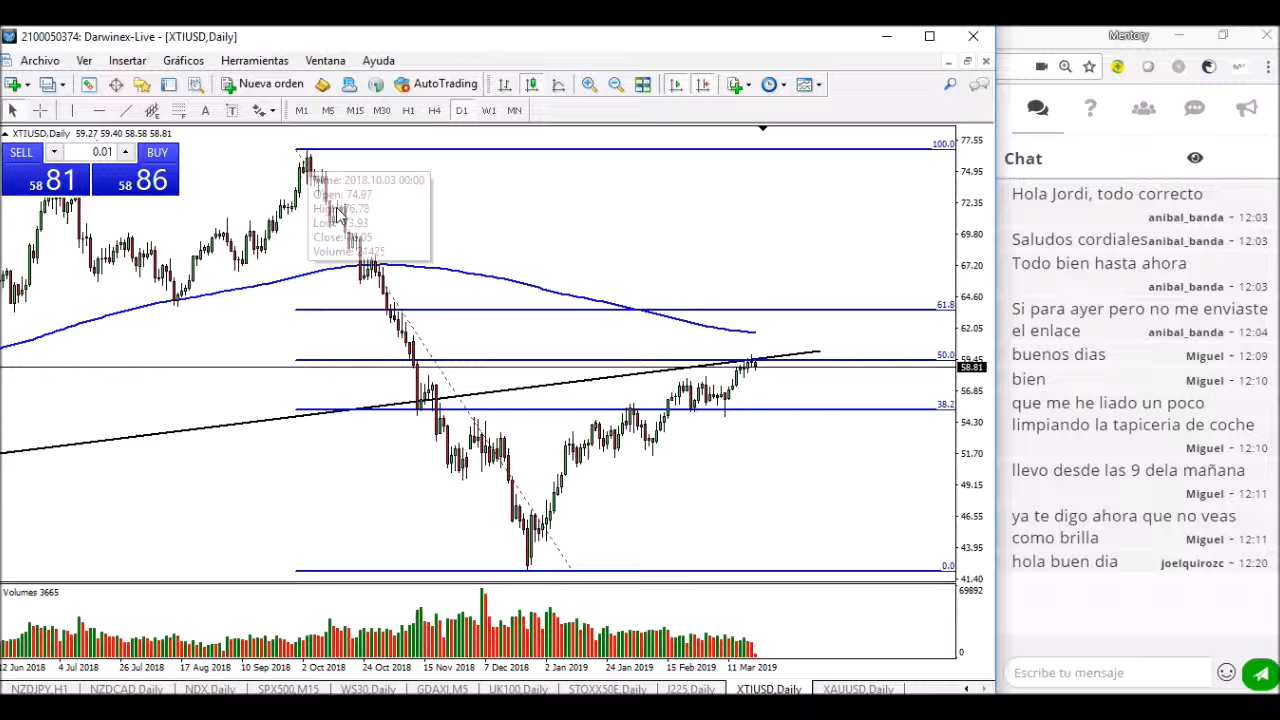 2100050374: Darwinex-Live - [XTIUSD,Daily]
Mentory
Archivo Ver Insertar Gráficos Herramientas Ventana Ayuda
Nueva orden AutoTrading
A T M1 M5 M15 M30 H1 H4 D1 W1 MN
XTIUSD,Daily 59.27 59.40 58.58 58.81
SELL 0.01 BUY
58 81 58 86
100.0
61.8
50.0
38.2
0.0
Open: 74.97
Volume: 21425
77.55
74.95
72.35
69.80
67.20
64.60
62.05
59.45
58.81
56.85
54.30
51.70
49.15
46.55
43.95
41.40
Volumes 3665
69892
0
12 Jun 2018 4 Jul 2018 26 Jul 2018 17 Aug 2018 10 Sep 2018 2 Oct 2018 24 Oct 2018 15 Nov 2018 7 Dec 2018 2 Jan 2019 24 Jan 2019 15 Feb 2019 11 Mar 2019
NZDJPY,H1 NZDCAD,Daily NDX,Daily SPX500,M15 WS30,Daily GDAXI,M5 UK100,Daily STOXX50E,Daily J225,Daily XTIUSD,Daily XAUUSD,Daily
Chat
Hola Jordi, todo correcto
anibal_banda • 12:03
Saludos cordiales anibal_banda • 12:03
Todo bien hasta ahora
anibal_banda • 12:03
Si para ayer pero no me enviaste
el enlace anibal_banda • 12:04
buenos dias Miguel • 12:09
bien Miguel • 12:10
que me he liado un poco
limpiando la tapiceria de coche
Miguel • 12:10
llevo desde las 9 dela mañana
Miguel • 12:11
ya te digo ahora que no veas
como brilla Miguel • 12:11
hola buen dia joelquirozc • 12:20
Escribe tu mensaje